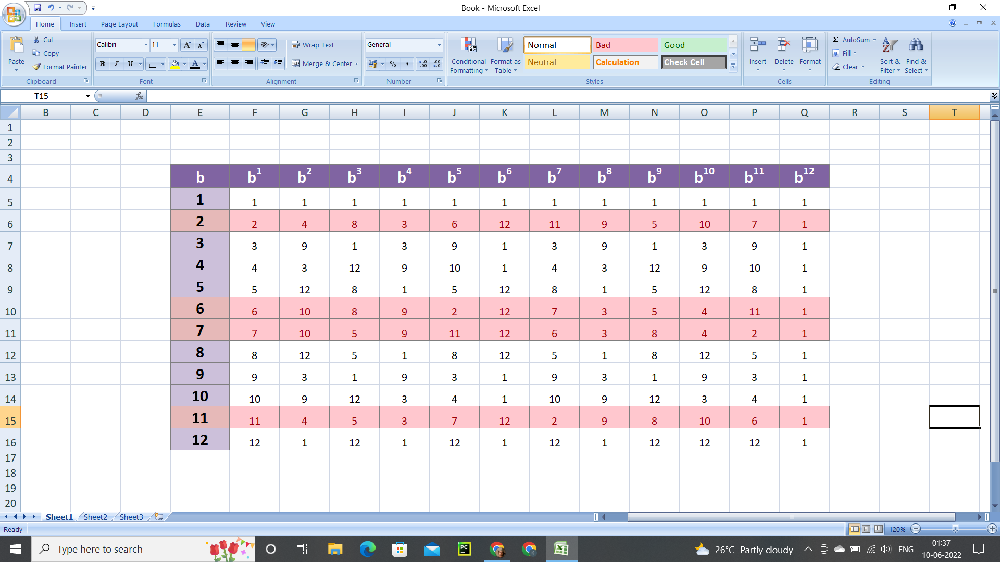 Book - Microsoft Excel
Home Insert Page Layout Formulas Data Review View
Paste Cut Copy Format Painter Clipboard
Calibri 11 B I U A Font
Wrap Text Merge & Center Alignment
General % , Number
Conditional Formatting Format as Table Normal Bad Good Neutral Calculation Check Cell Styles
Insert Delete Format Cells
Σ AutoSum Fill Clear Sort & Filter Find & Select Editing
T15 fx
B C D E F G H I J K L M N O P Q R S T
1
2
3
4 b b1 b2 b3 b4 b5 b6 b7 b8 b9 b10 b11 b12
5 1 1 1 1 1 1 1 1 1 1 1 1 1
6 2 2 4 8 3 6 12 11 9 5 10 7 1
7 3 3 9 1 3 9 1 3 9 1 3 9 1
8 4 4 3 12 9 10 1 4 3 12 9 10 1
9 5 5 12 8 1 5 12 8 1 5 12 8 1
10 6 6 10 8 9 2 12 7 3 5 4 11 1
11 7 7 10 5 9 11 12 6 3 8 4 2 1
12 8 8 12 5 1 8 12 5 1 8 12 5 1
13 9 9 3 1 9 3 1 9 3 1 9 3 1
14 10 10 9 12 3 4 1 10 9 12 3 4 1
15 11 11 4 5 3 7 12 2 9 8 10 6 1
16 12 12 1 12 1 12 1 12 1 12 12 12 1
17
18
19
20
Sheet1 Sheet2 Sheet3
Ready 120%
Type here to search PC 26°C Partly cloudy ENG 01:37
10-06-2022